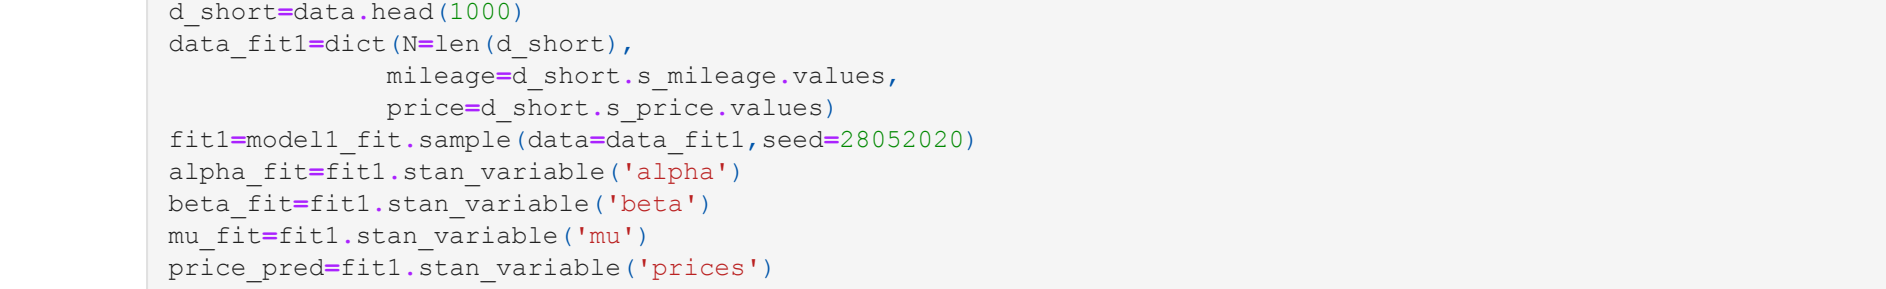 d_short=data.head(1000)
data_fit1=dict(N=len(d_short),
              mileage=d_short.s_mileage.values,
              price=d_short.s_price.values)
fit1=model1_fit.sample(data=data_fit1,seed=28052020)
alpha_fit=fit1.stan_variable('alpha')
beta_fit=fit1.stan_variable('beta')
mu_fit=fit1.stan_variable('mu')
price_pred=fit1.stan_variable('prices')